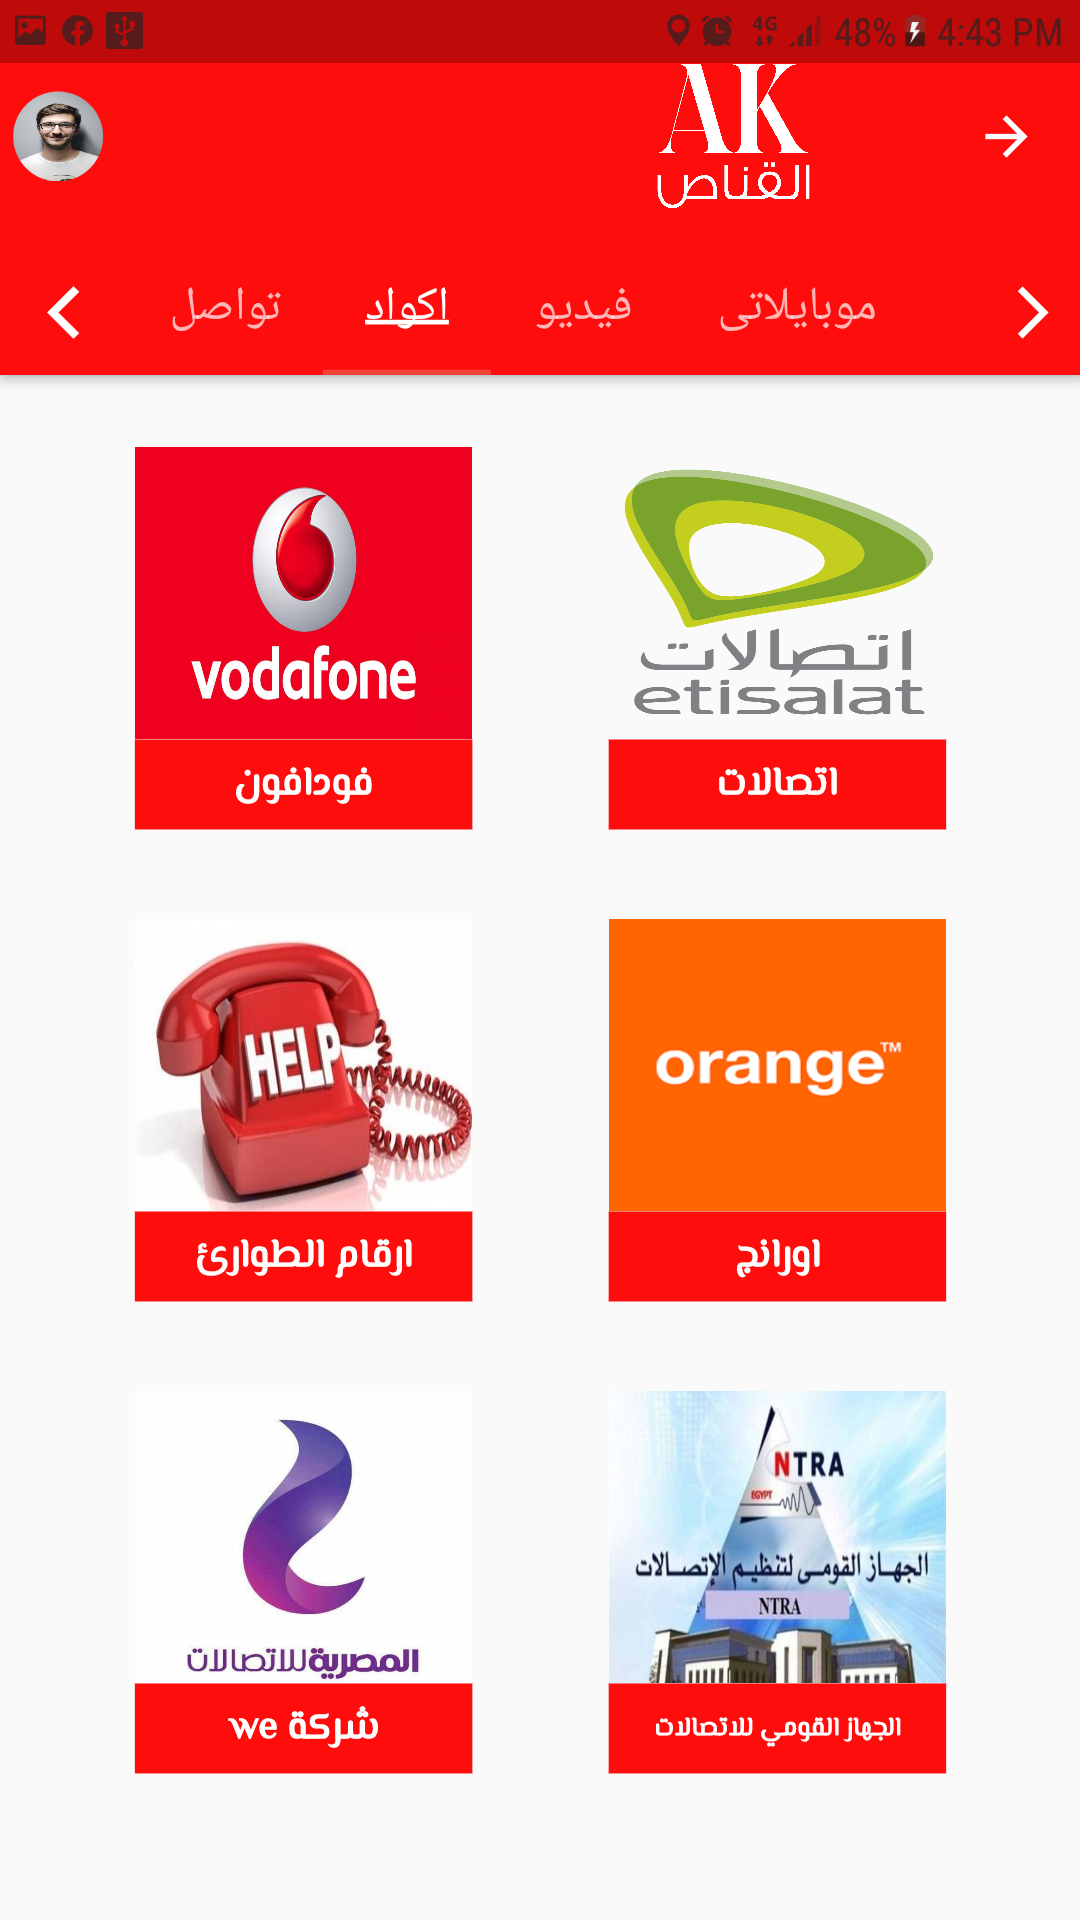 4G 48% 4:43 PM
AK
القناص
موبايلاتى فيديو اكواد تواصل
vodafone
فودافون
اتصالات
etisalat
اتصالات
HELP
ارقام الطوارئ
orange™
اورانج
المصرية للاتصالات
شركة we
NTRA
EGYPT
الجهاز القومى لتنظيم الإتصالات
NTRA
الجهاز القومي للاتصالات